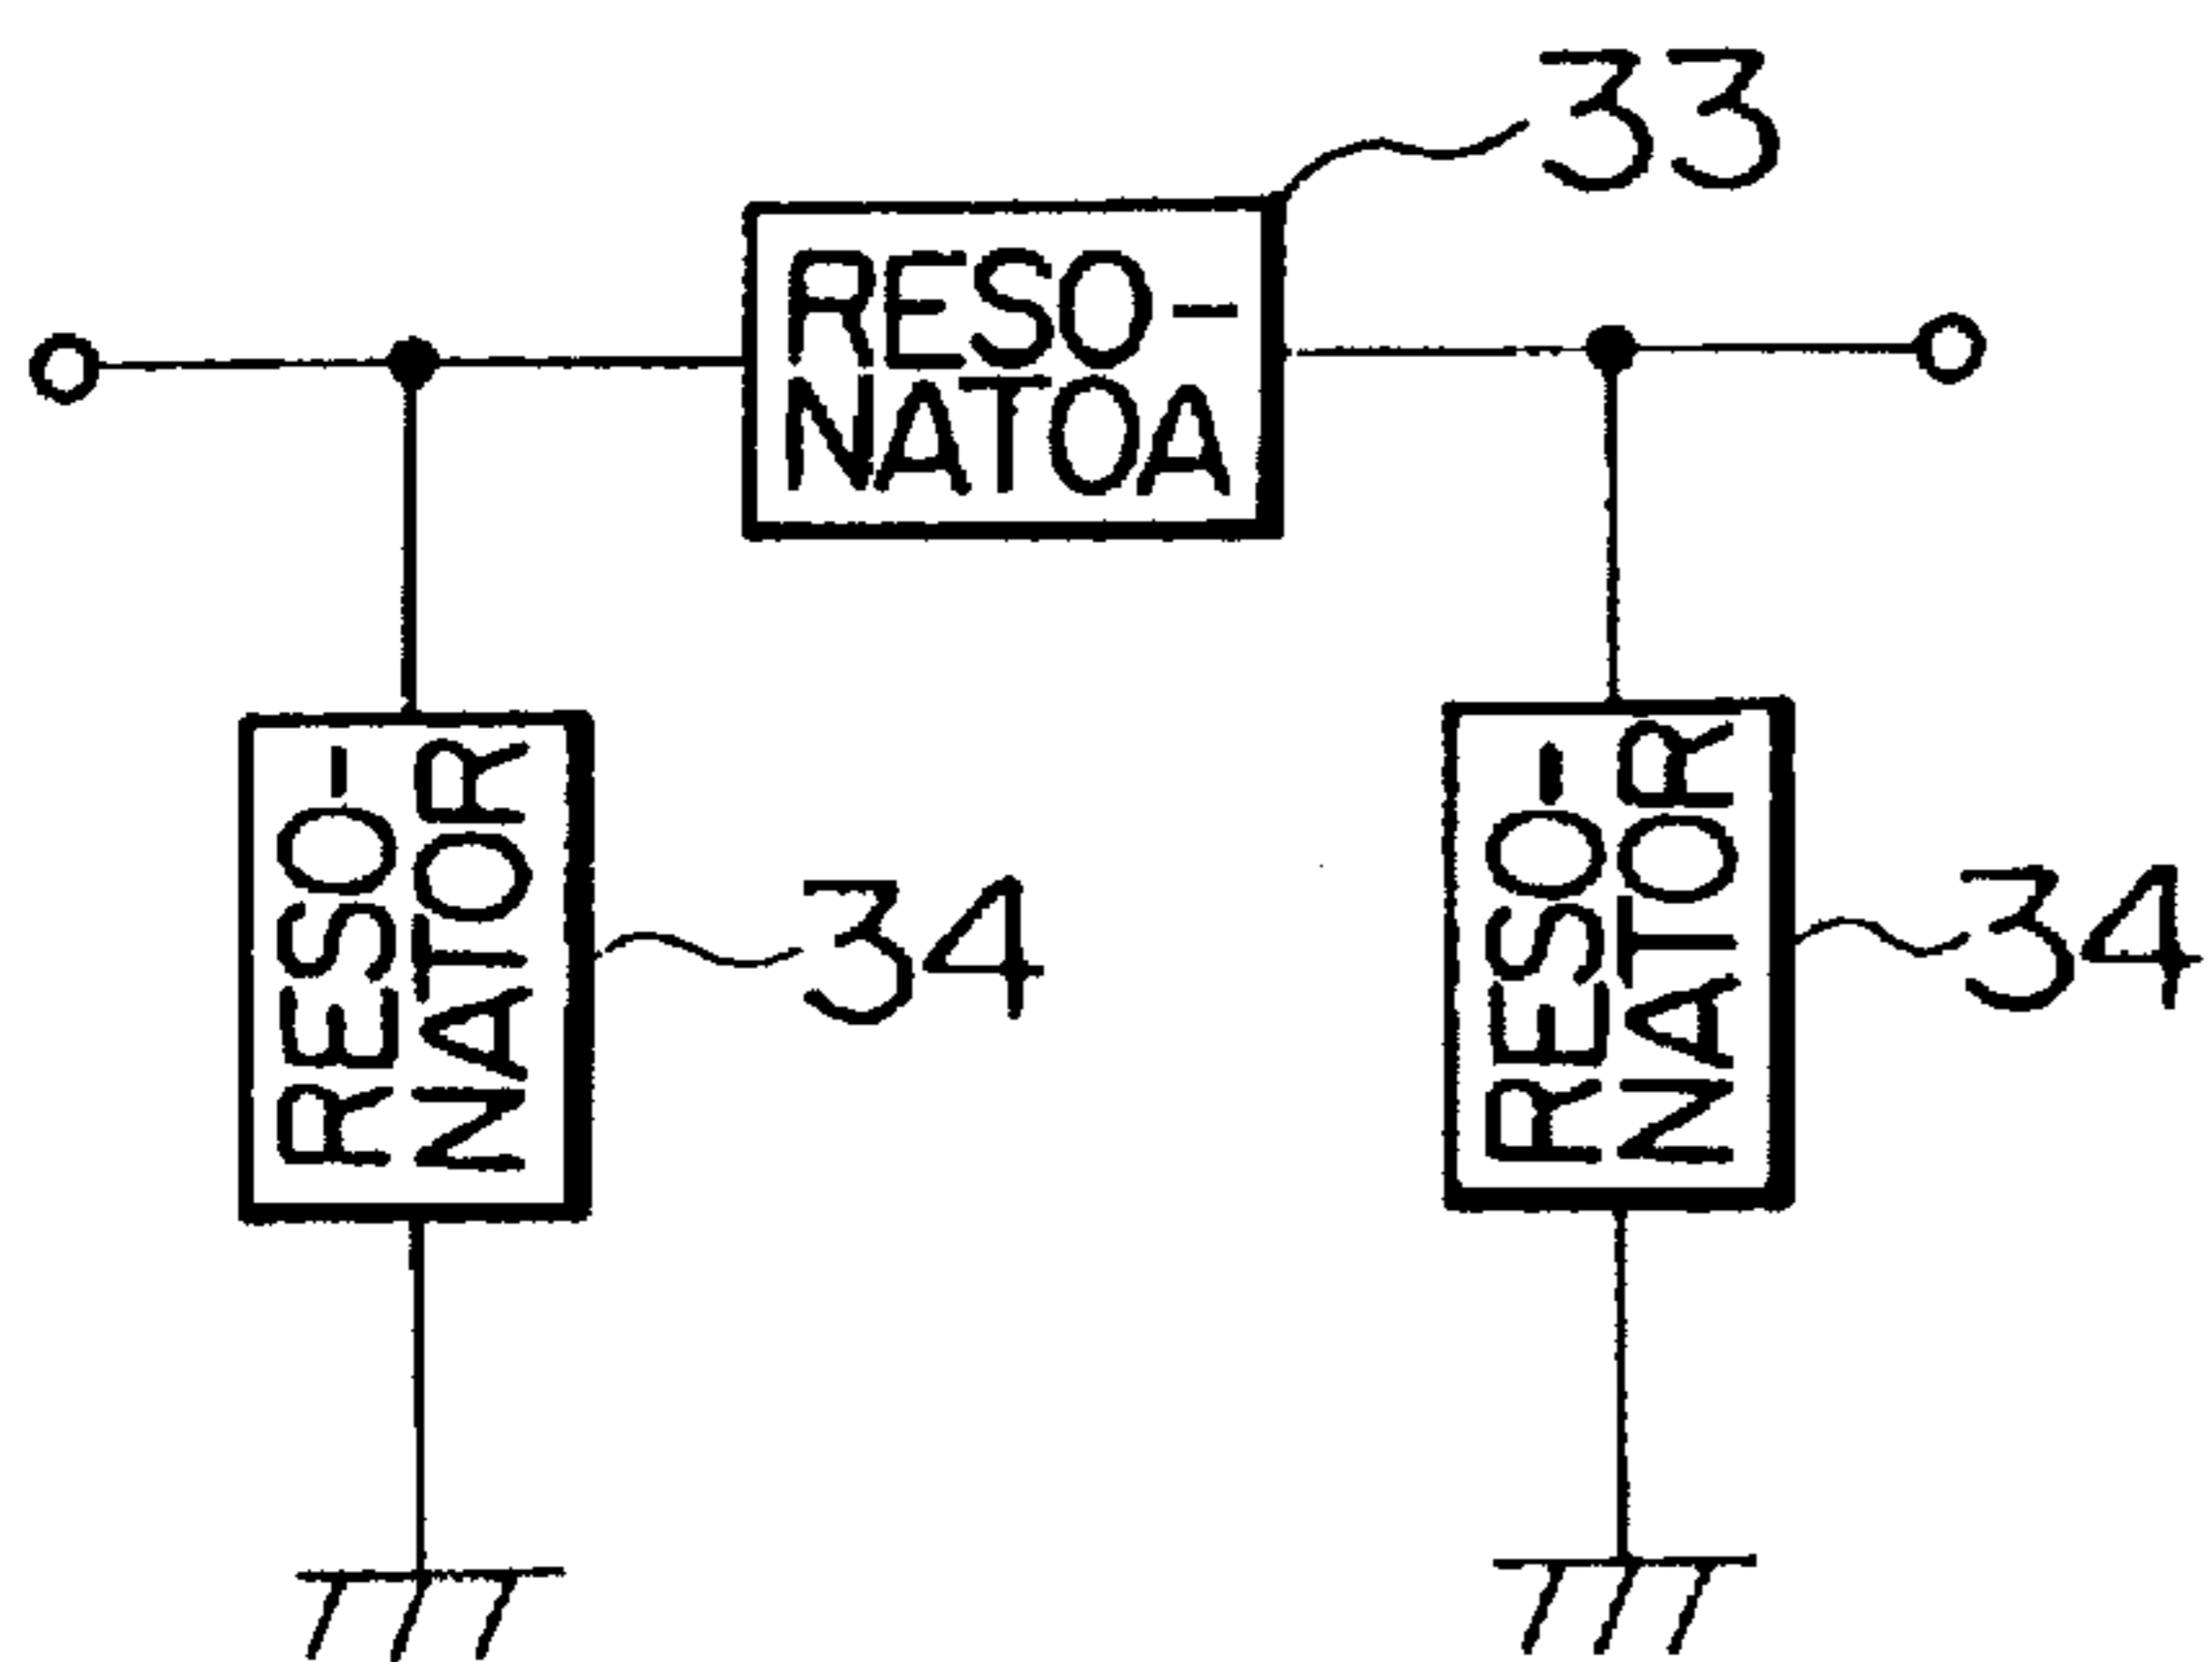 33
RESO-
NATOA
RESO-
NATOR
34
RESO-
NATOR
34